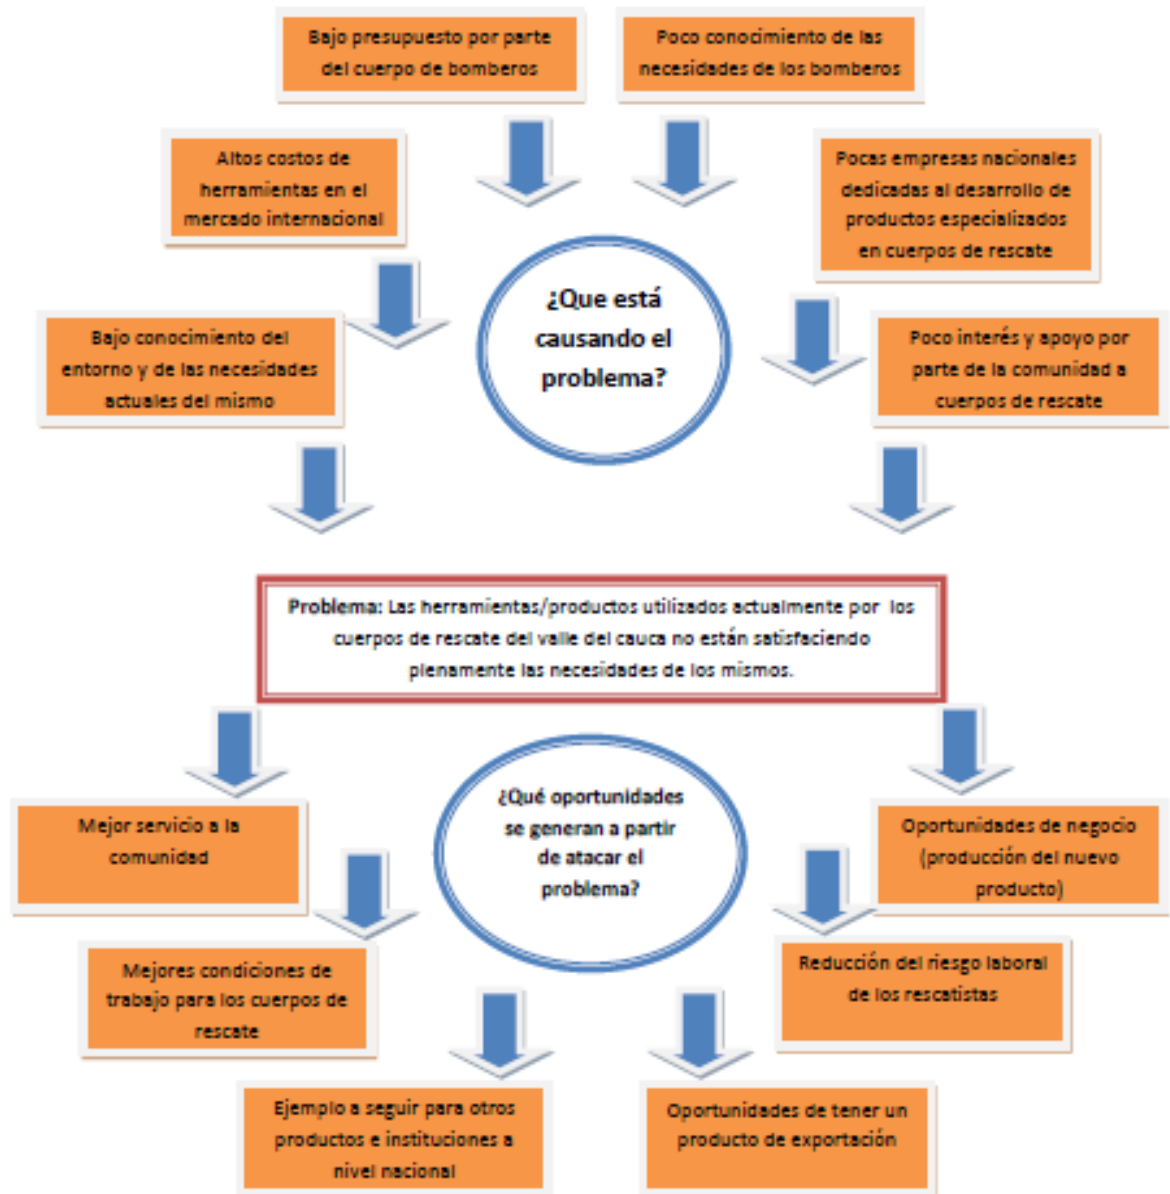 Bajo presupuesto por parte
del cuerpo de bomberos
Poco conocimiento de las
necesidades de los bomberos
Altos costos de
herramientas en el
mercado internacional
Pocas empresas nacionales
dedicadas al desarrollo de
productos especializados
en cuerpos de rescate
Bajo conocimiento del
entorno y de las necesidades
actuales del mismo
¿Que está
causando el
problema?
Poco interés y apoyo por
parte de la comunidad a
cuerpos de rescate
Problema: Las herramientas/productos utilizados actualmente por los
cuerpos de rescate del valle del cauca no están satisfaciendo
plenamente las necesidades de los mismos.
¿Qué oportunidades
se generan a partir
de atacar el
problema?
Mejor servicio a la
comunidad
Oportunidades de negocio
(producción del nuevo
producto)
Mejores condiciones de
trabajo para los cuerpos de
rescate
Reducción del riesgo laboral
de los rescatistas
Ejemplo a seguir para otros
productos e instituciones a
nivel nacional
Oportunidades de tener un
producto de exportación